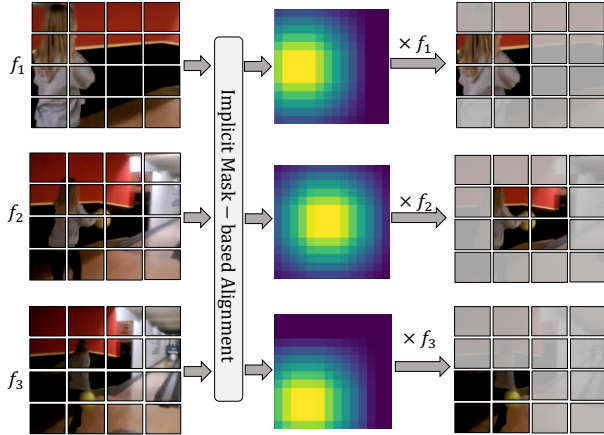 f₁
× f₁
Implicit Mask – based Alignment
f₂
× f₂
f₃
× f₃